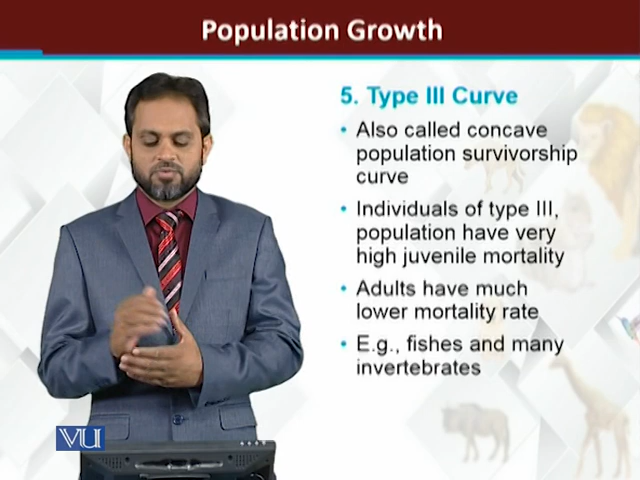 Population Growth
5. Type III Curve
• Also called concave
population survivorship
curve
• Individuals of type III,
population have very
high juvenile mortality
• Adults have much
lower mortality rate
• E.g., fishes and many
invertebrates
VU